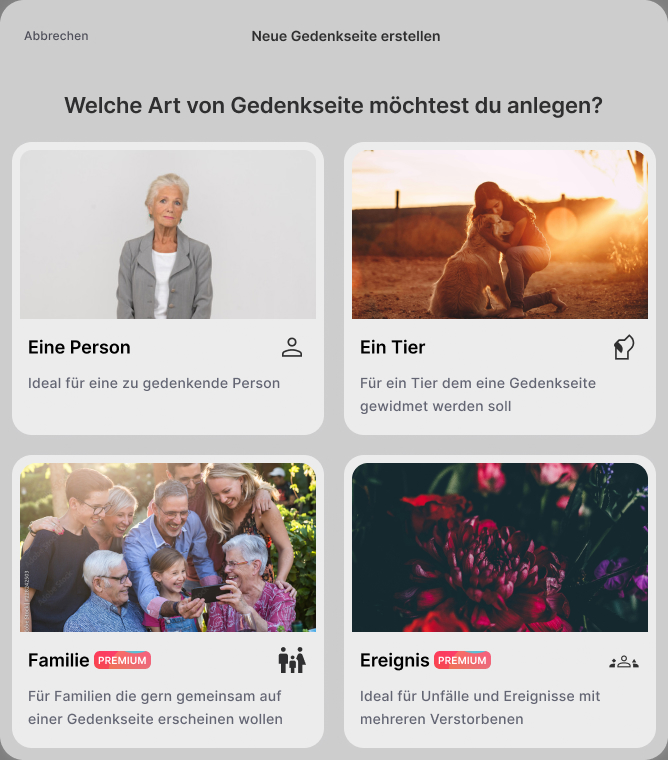 Abbrechen
Neue Gedenkseite erstellen
Welche Art von Gedenkseite möchtest du anlegen?
Eine Person
Ideal für eine zu gedenkende Person
Ein Tier
Für ein Tier dem eine Gedenkseite
gewidmet werden soll
Familie PREMIUM
Für Familien die gern gemeinsam auf
einer Gedenkseite erscheinen wollen
Ereignis PREMIUM
Ideal für Unfälle und Ereignisse mit
mehreren Verstorbenen